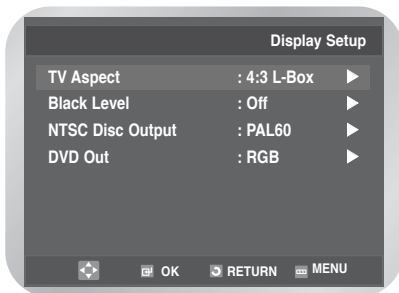 Display Setup
TV Aspect : 4:3 L-Box
Black Level : Off
NTSC Disc Output : PAL60
DVD Out : RGB
OK RETURN MENU